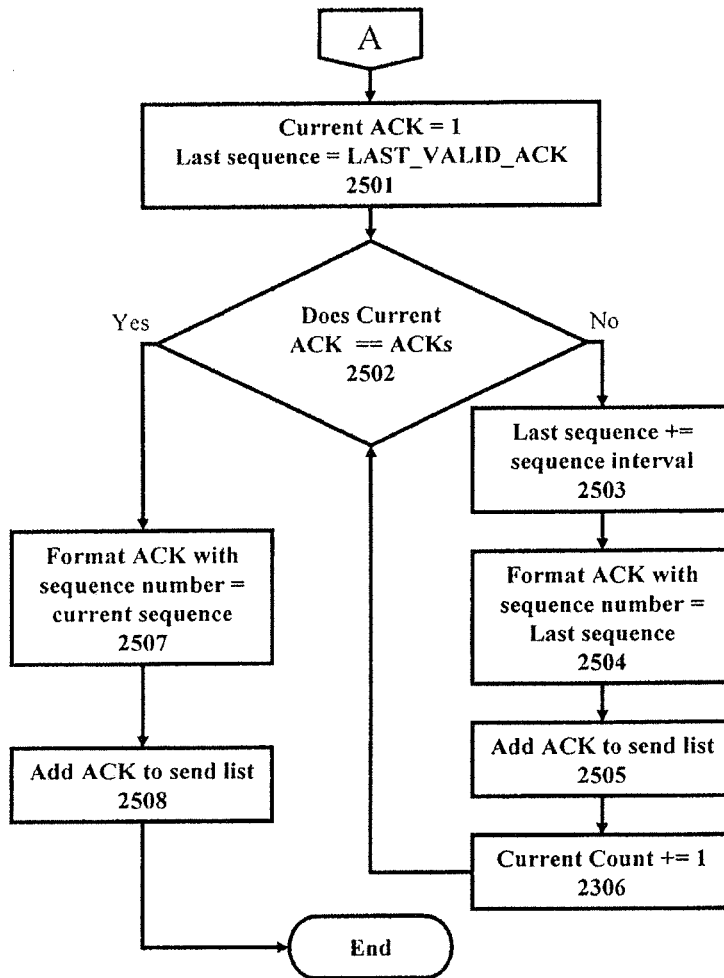 A
Current ACK = 1
Last sequence = LAST_VALID_ACK
2501
Does Current
ACK == ACKs
2502
Yes
No
Last sequence +=
sequence interval
2503
Format ACK with
sequence number =
Last sequence
2504
Add ACK to send list
2505
Current Count += 1
2306
Format ACK with
sequence number =
current sequence
2507
Add ACK to send list
2508
End